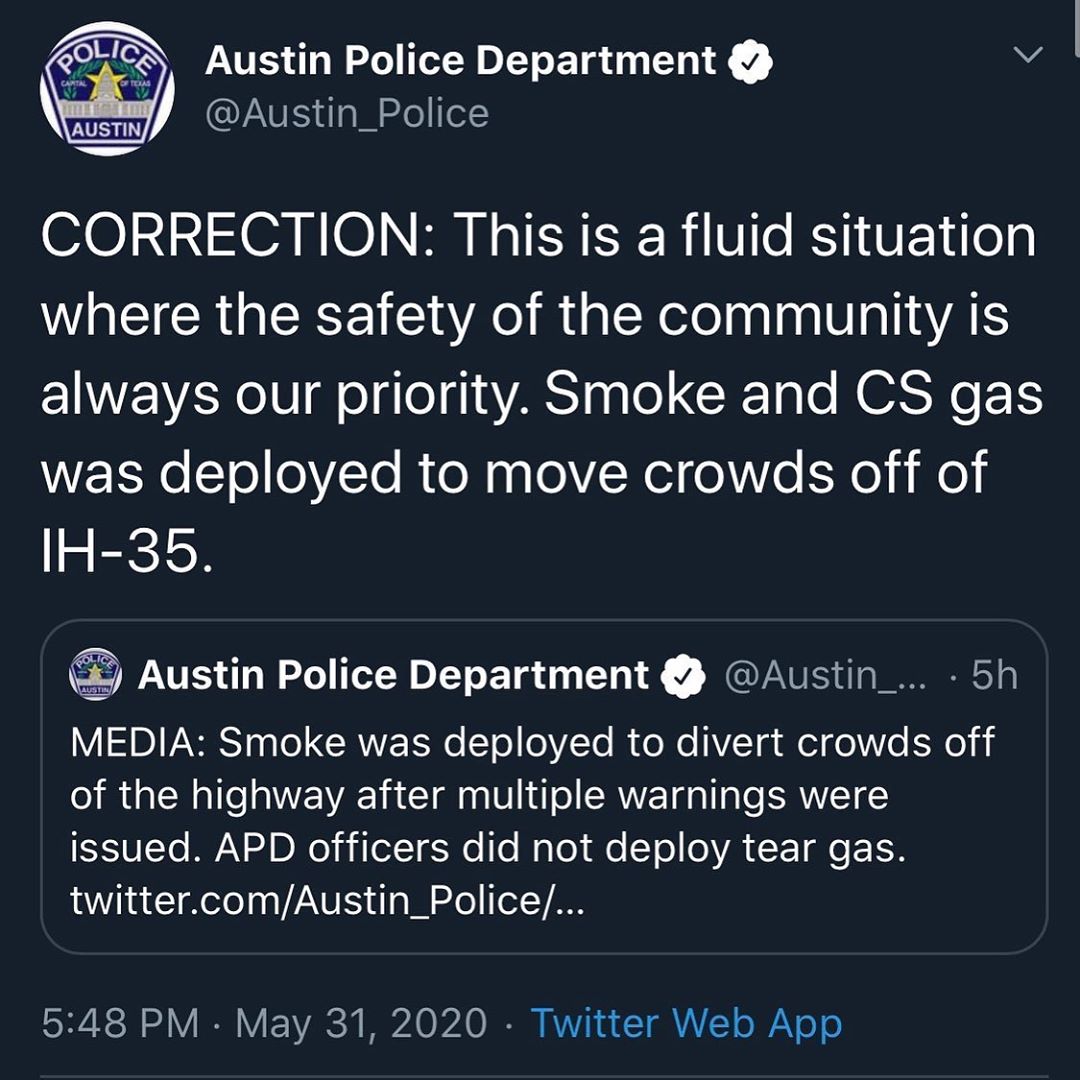 POLICE
CAPITAL OF TEXAS
AUSTIN
Austin Police Department
@Austin_Police
CORRECTION: This is a fluid situation
where the safety of the community is
always our priority. Smoke and CS gas
was deployed to move crowds off of
IH-35.
POLICE
AUSTIN
Austin Police Department @Austin_... · 5h
MEDIA: Smoke was deployed to divert crowds off
of the highway after multiple warnings were
issued. APD officers did not deploy tear gas.
twitter.com/Austin_Police/...
5:48 PM · May 31, 2020 · Twitter Web App